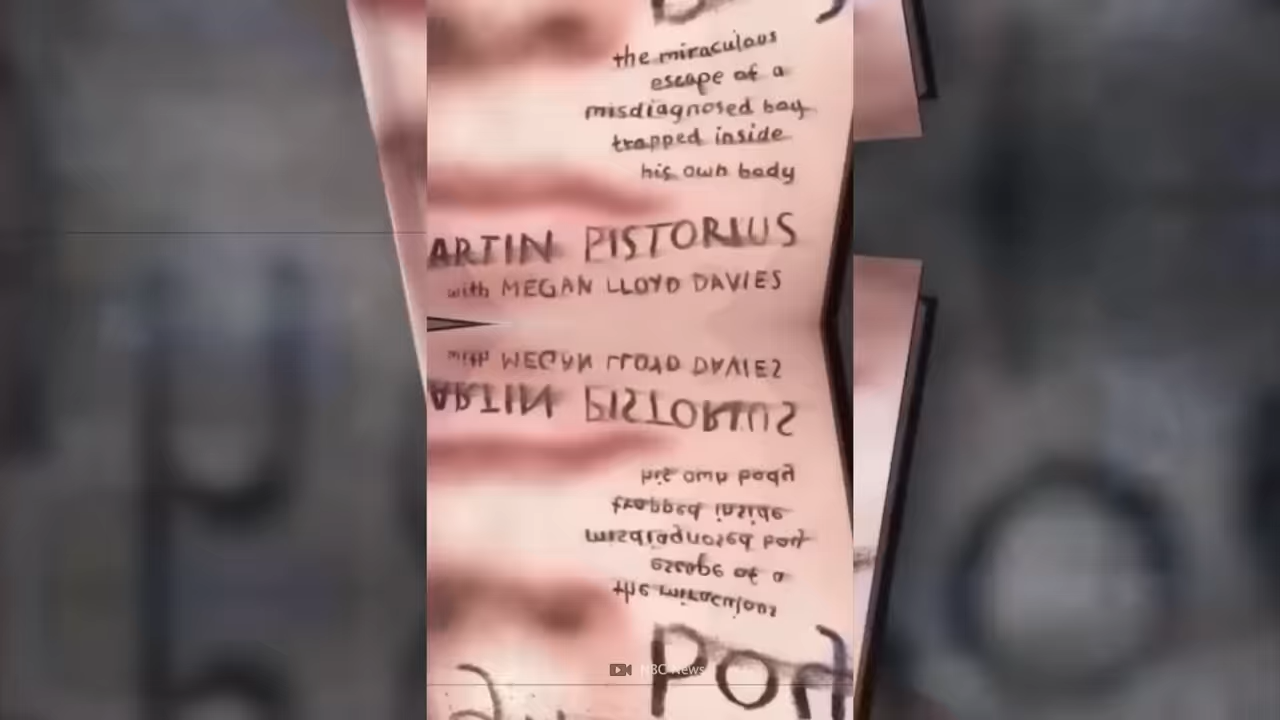 the miraculous
escape of a
misdiagnosed boy
trapped inside
his own body
ARTIN PISTORIUS
with MEGAN LLOYD DAVIES
with MEGAN LLOYD DAVIES
ARTIN PISTORIUS
his own body
trapped inside
misdiagnosed boy
escape of a
the miraculous
Boy
NBC News